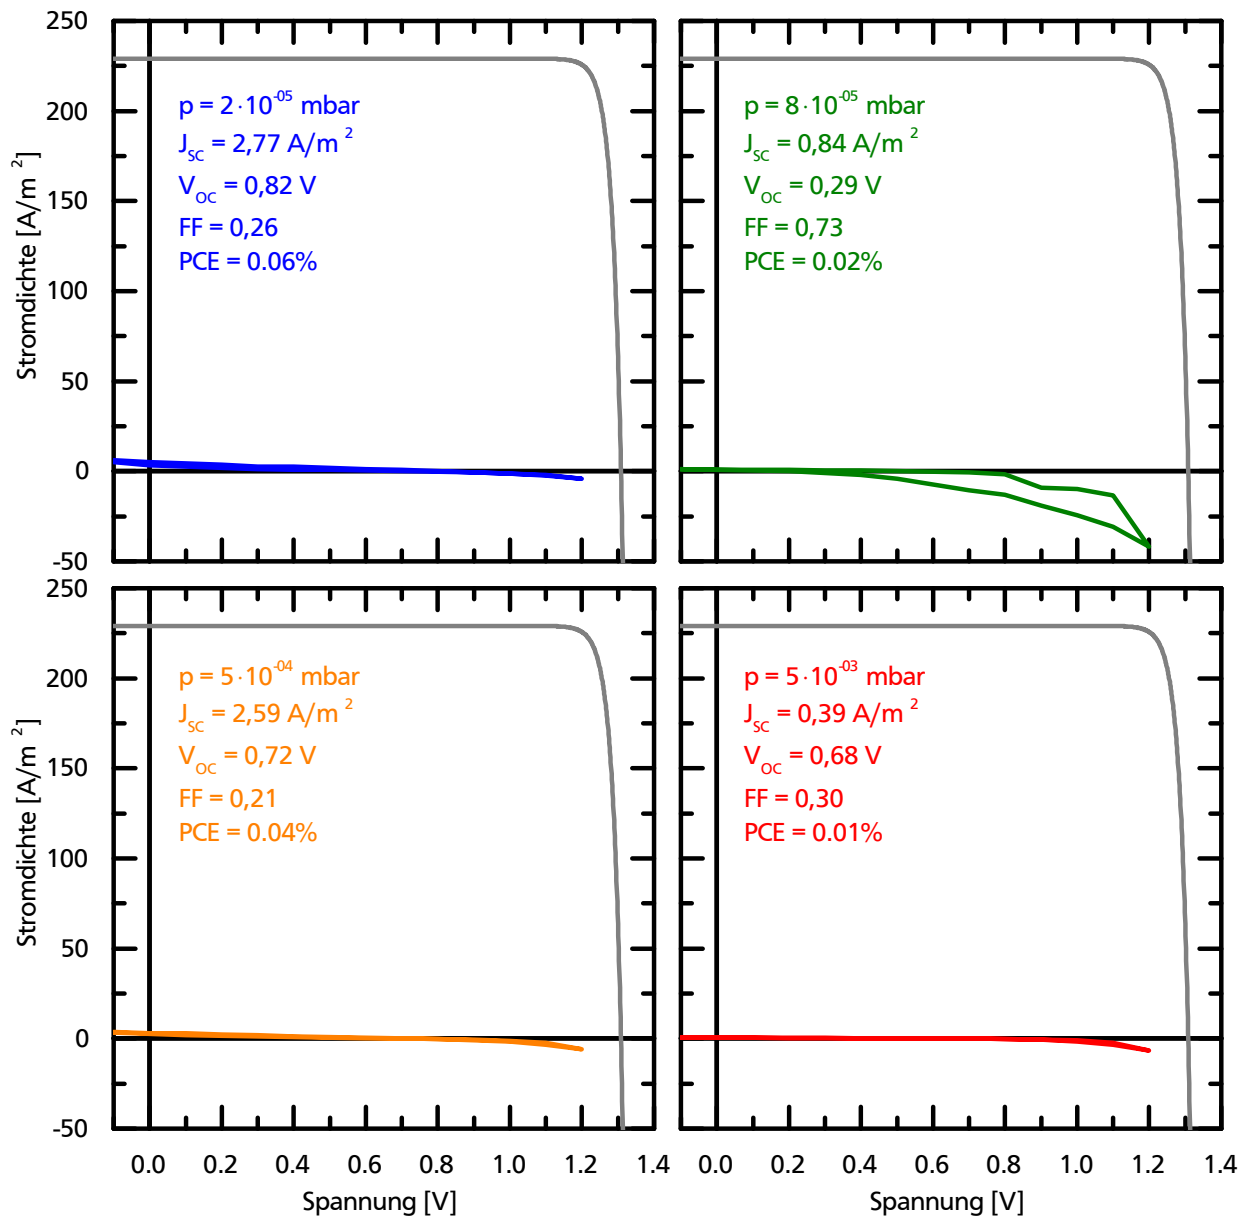 250
200
150
100
50
0
-50
Stromdichte [A/m²]
p = 2·10⁻⁰⁵ mbar
J_SC = 2,77 A/m²
V_OC = 0,82 V
FF = 0,26
PCE = 0.06%
p = 8·10⁻⁰⁵ mbar
J_SC = 0,84 A/m²
V_OC = 0,29 V
FF = 0,73
PCE = 0.02%
250
200
150
100
50
0
-50
Stromdichte [A/m²]
p = 5·10⁻⁰⁴ mbar
J_SC = 2,59 A/m²
V_OC = 0,72 V
FF = 0,21
PCE = 0.04%
p = 5·10⁻⁰³ mbar
J_SC = 0,39 A/m²
V_OC = 0,68 V
FF = 0,30
PCE = 0.01%
0.0 0.2 0.4 0.6 0.8 1.0 1.2 1.4
Spannung [V]
0.0 0.2 0.4 0.6 0.8 1.0 1.2 1.4
Spannung [V]